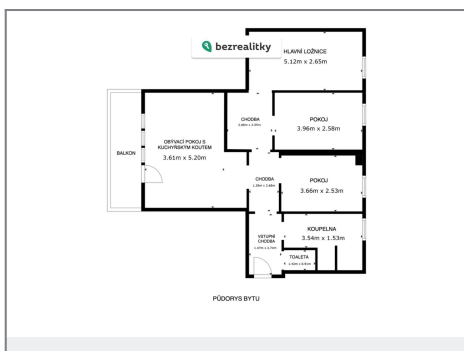 bezrealitky
HLAVNÍ LOŽNICE
5.12m x 2.65m
CHODBA
POKOJ
3.96m x 2.58m
OBÝVACÍ POKOJ S
KUCHYŇSKÝM KOUTEM
3.61m x 5.20m
BALKON
CHODBA
POKOJ
3.66m x 2.53m
KOUPELNA
3.54m x 1.53m
VSTUPNÍ
CHODBA
TOALETA
PŮDORYS BYTU